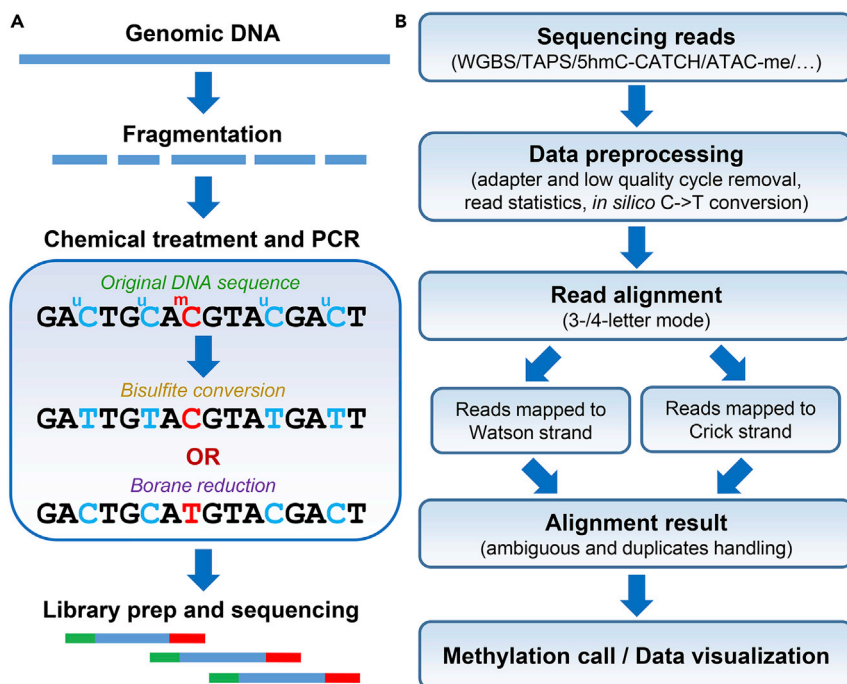 A
Genomic DNA
Fragmentation
Chemical treatment and PCR
Original DNA sequence
u u m u u
GACTGCACGTACGACT
Bisulfite conversion
GATTGTACGTATGATT
OR
Borane reduction
GACTGCATGTACGACT
Library prep and sequencing
B
Sequencing reads
(WGBS/TAPS/5hmC-CATCH/ATAC-me/…)
Data preprocessing
(adapter and low quality cycle removal,
read statistics, in silico C->T conversion)
Read alignment
(3-/4-letter mode)
Reads mapped to
Watson strand
Reads mapped to
Crick strand
Alignment result
(ambiguous and duplicates handling)
Methylation call / Data visualization